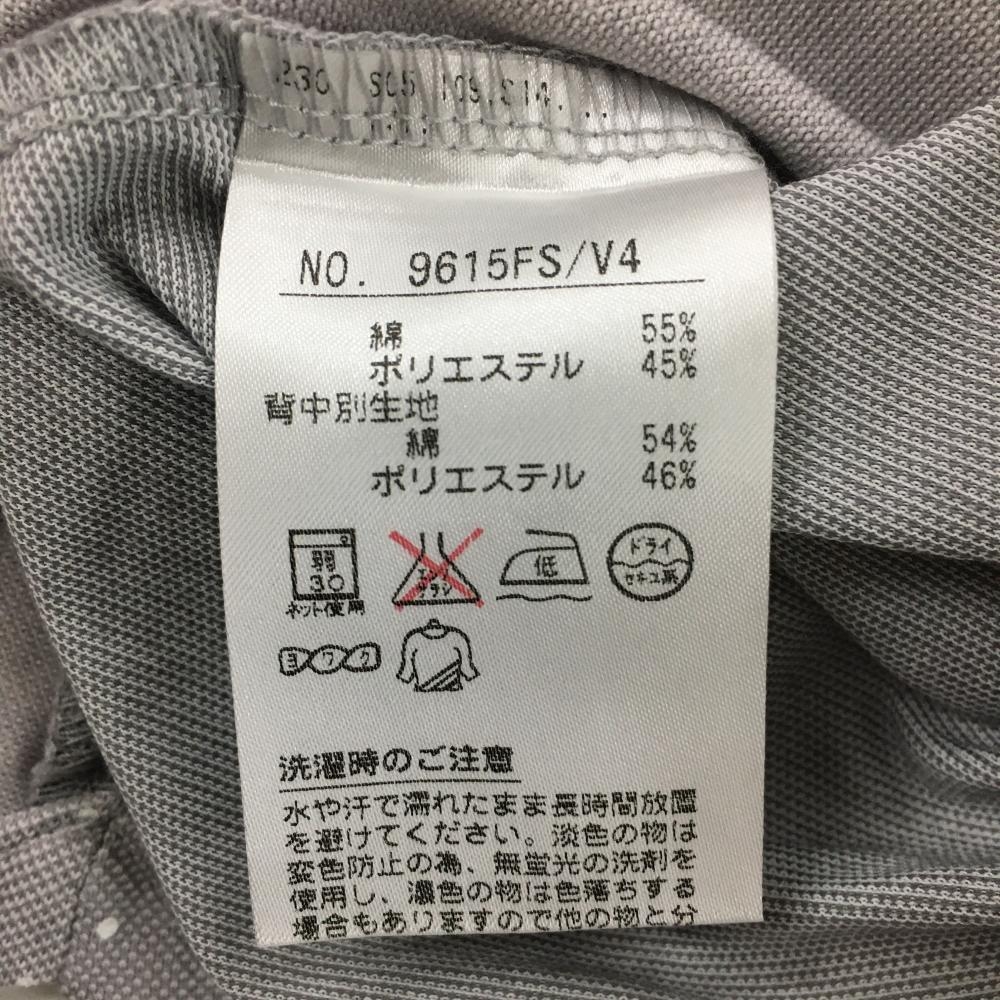 NO. 9615FS/V4
綿 55%
ポリエステル 45%
背中別生地
綿 54%
ポリエステル 46%
弱
30
ネット使用
エンソ
サラシ
低
ドライ
セキユ系
ヨワク
洗濯時のご注意
水や汗で濡れたまま長時間放置
を避けてください。淡色の物は
変色防止の為、無蛍光の洗剤を
使用し、濃色の物は色落ちする
場合もありますので他の物と分